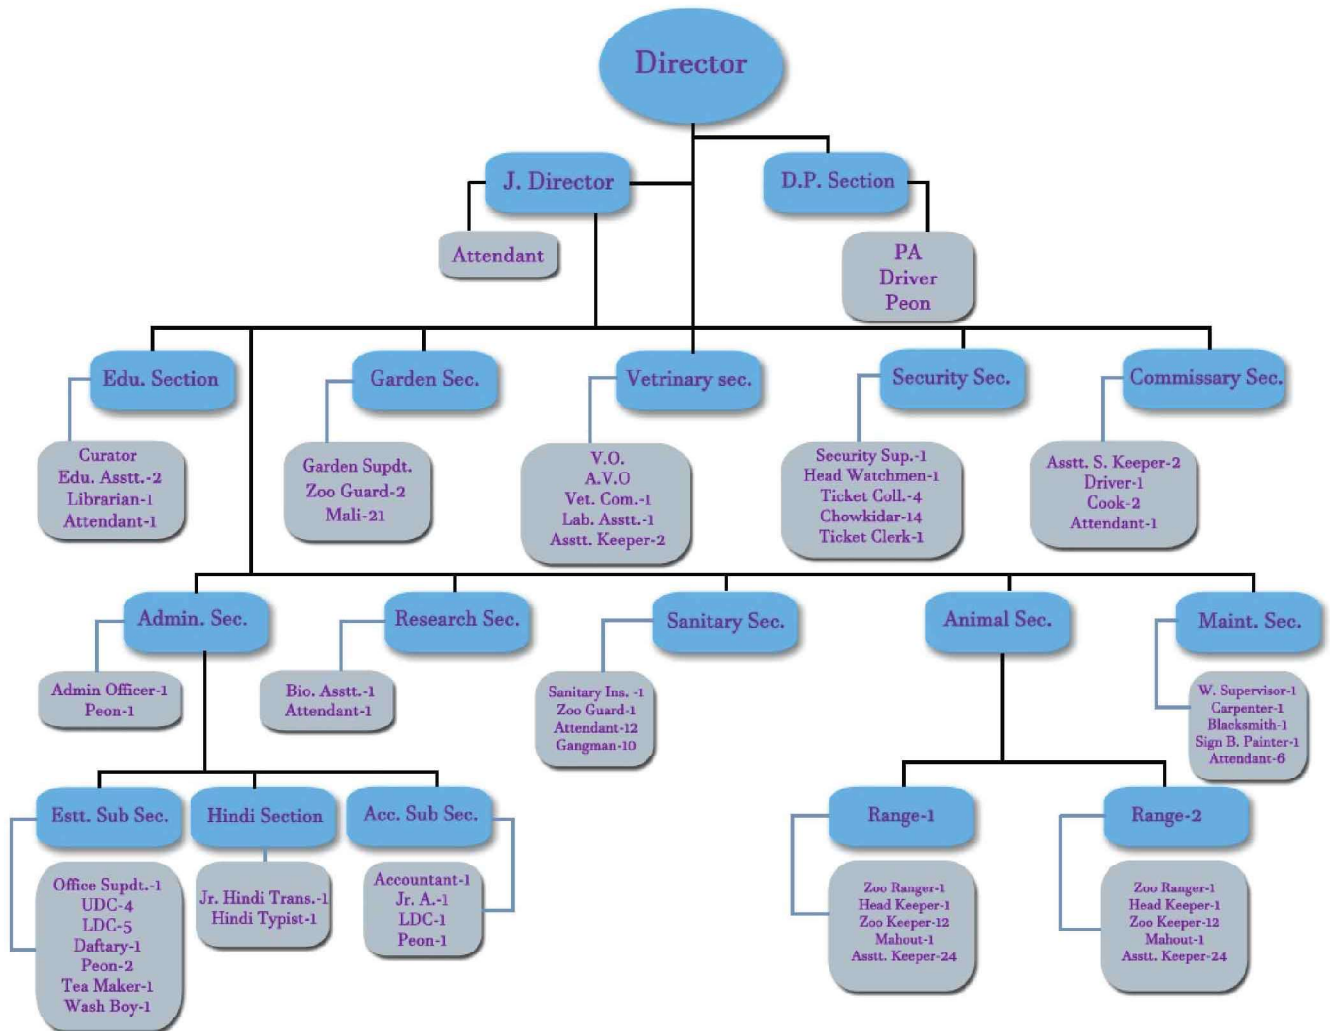 Director
J. Director
D.P. Section
Attendant
PA
Driver
Peon
Edu. Section
Garden Sec.
Vetrinary sec.
Security Sec.
Commissary Sec.
Curator
Edu. Asstt.-2
Librarian-1
Attendant-1
Garden Supdt.
Zoo Guard-2
Mali-21
V.O.
A.V.O
Vet. Com.-1
Lab. Asstt.-1
Asstt. Keeper-2
Security Sup.-1
Head Watchmen-1
Ticket Coll.-4
Chowkidar-14
Ticket Clerk-1
Asstt. S. Keeper-2
Driver-1
Cook-2
Attendant-1
Admin. Sec.
Research Sec.
Sanitary Sec.
Animal Sec.
Maint. Sec.
Admin Officer-1
Peon-1
Bio. Asstt.-1
Attendant-1
Sanitary Ins. -1
Zoo Guard-1
Attendant-12
Gangman-10
W. Supervisor-1
Carpenter-1
Blacksmith-1
Sign B. Painter-1
Attendant-6
Estt. Sub Sec.
Hindi Section
Acc. Sub Sec.
Range-1
Range-2
Office Supdt.-1
UDC-4
LDC-5
Daftary-1
Peon-2
Tea Maker-1
Wash Boy-1
Jr. Hindi Trans.-1
Hindi Typist-1
Accountant-1
Jr. A.-1
LDC-1
Peon-1
Zoo Ranger-1
Head Keeper-1
Zoo Keeper-12
Mahout-1
Asstt. Keeper-24
Zoo Ranger-1
Head Keeper-1
Zoo Keeper-12
Mahout-1
Asstt. Keeper-24